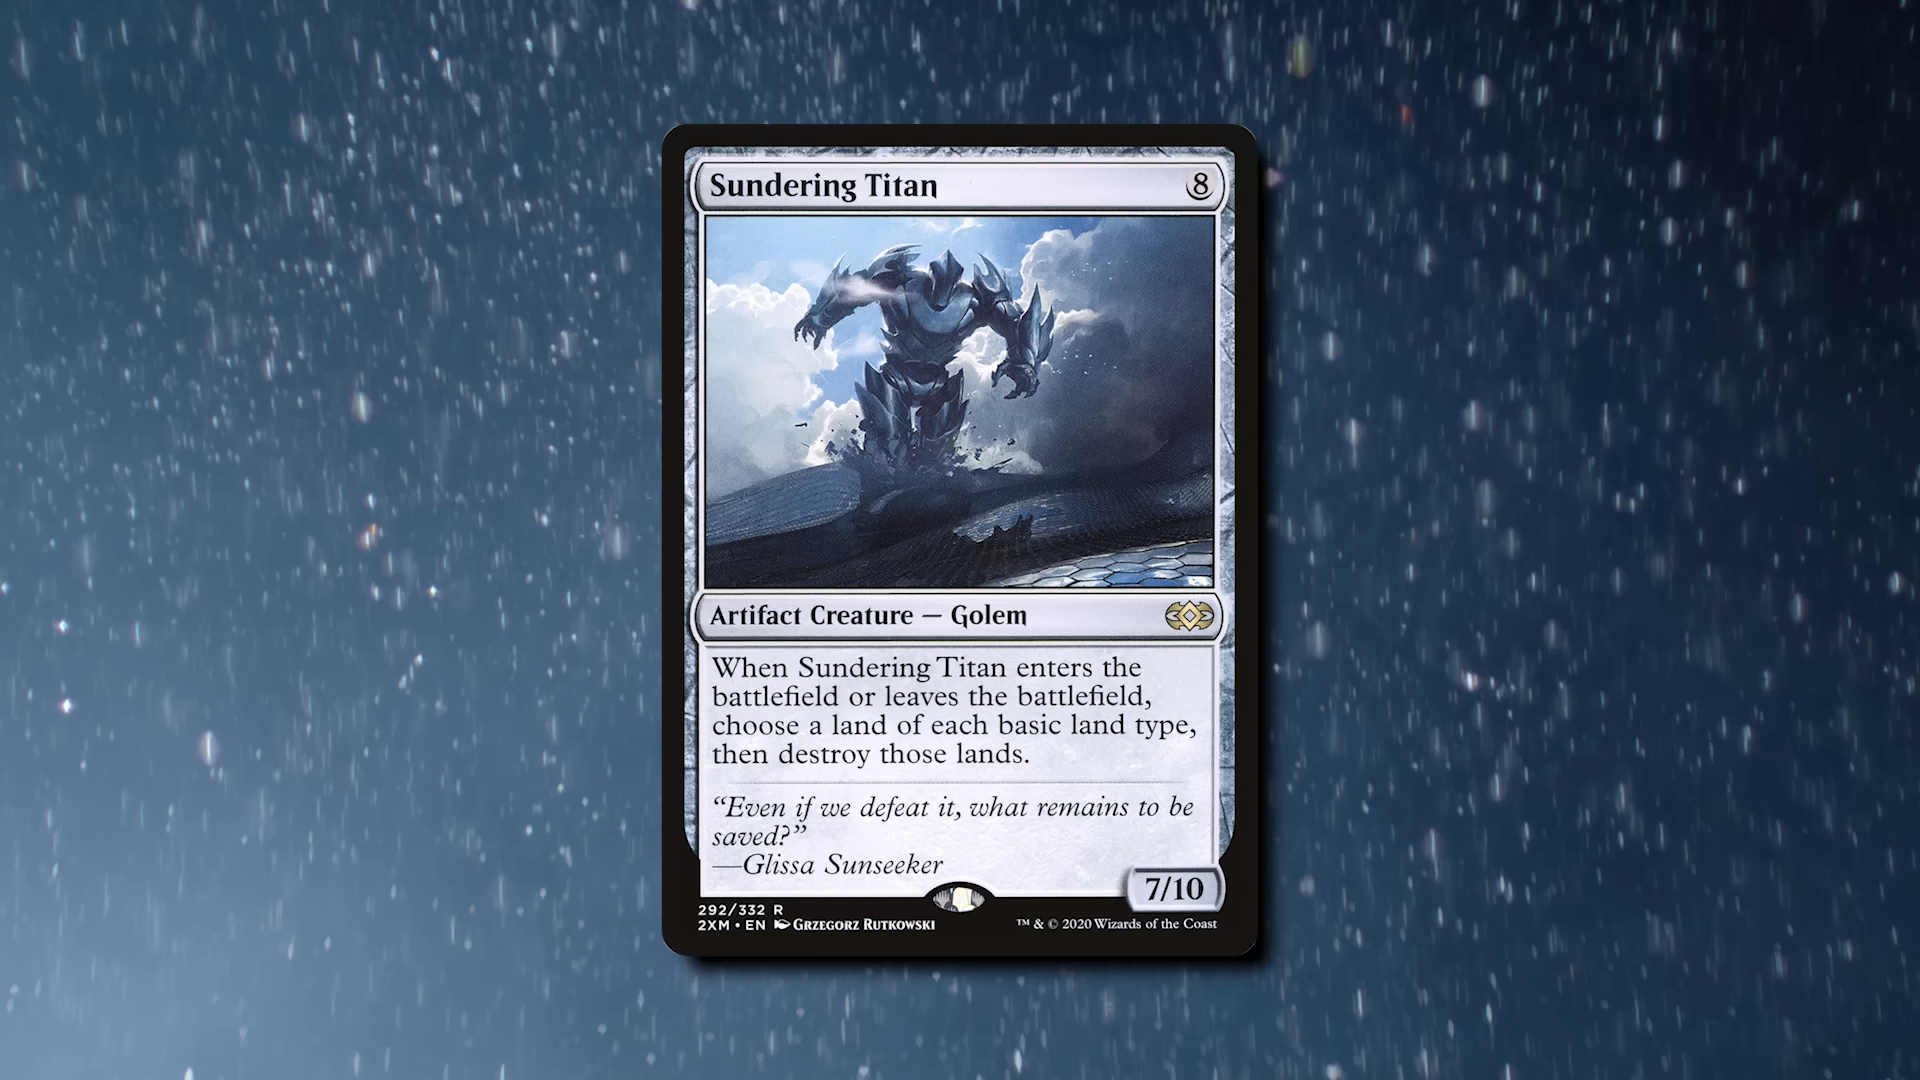 Sundering Titan 8
Artifact Creature — Golem
When Sundering Titan enters the
battlefield or leaves the battlefield,
choose a land of each basic land type,
then destroy those lands.
“Even if we defeat it, what remains to be
saved?”
—Glissa Sunseeker
7/10
292/332 R
2XM • EN Grzegorz Rutkowski
™ & © 2020 Wizards of the Coast